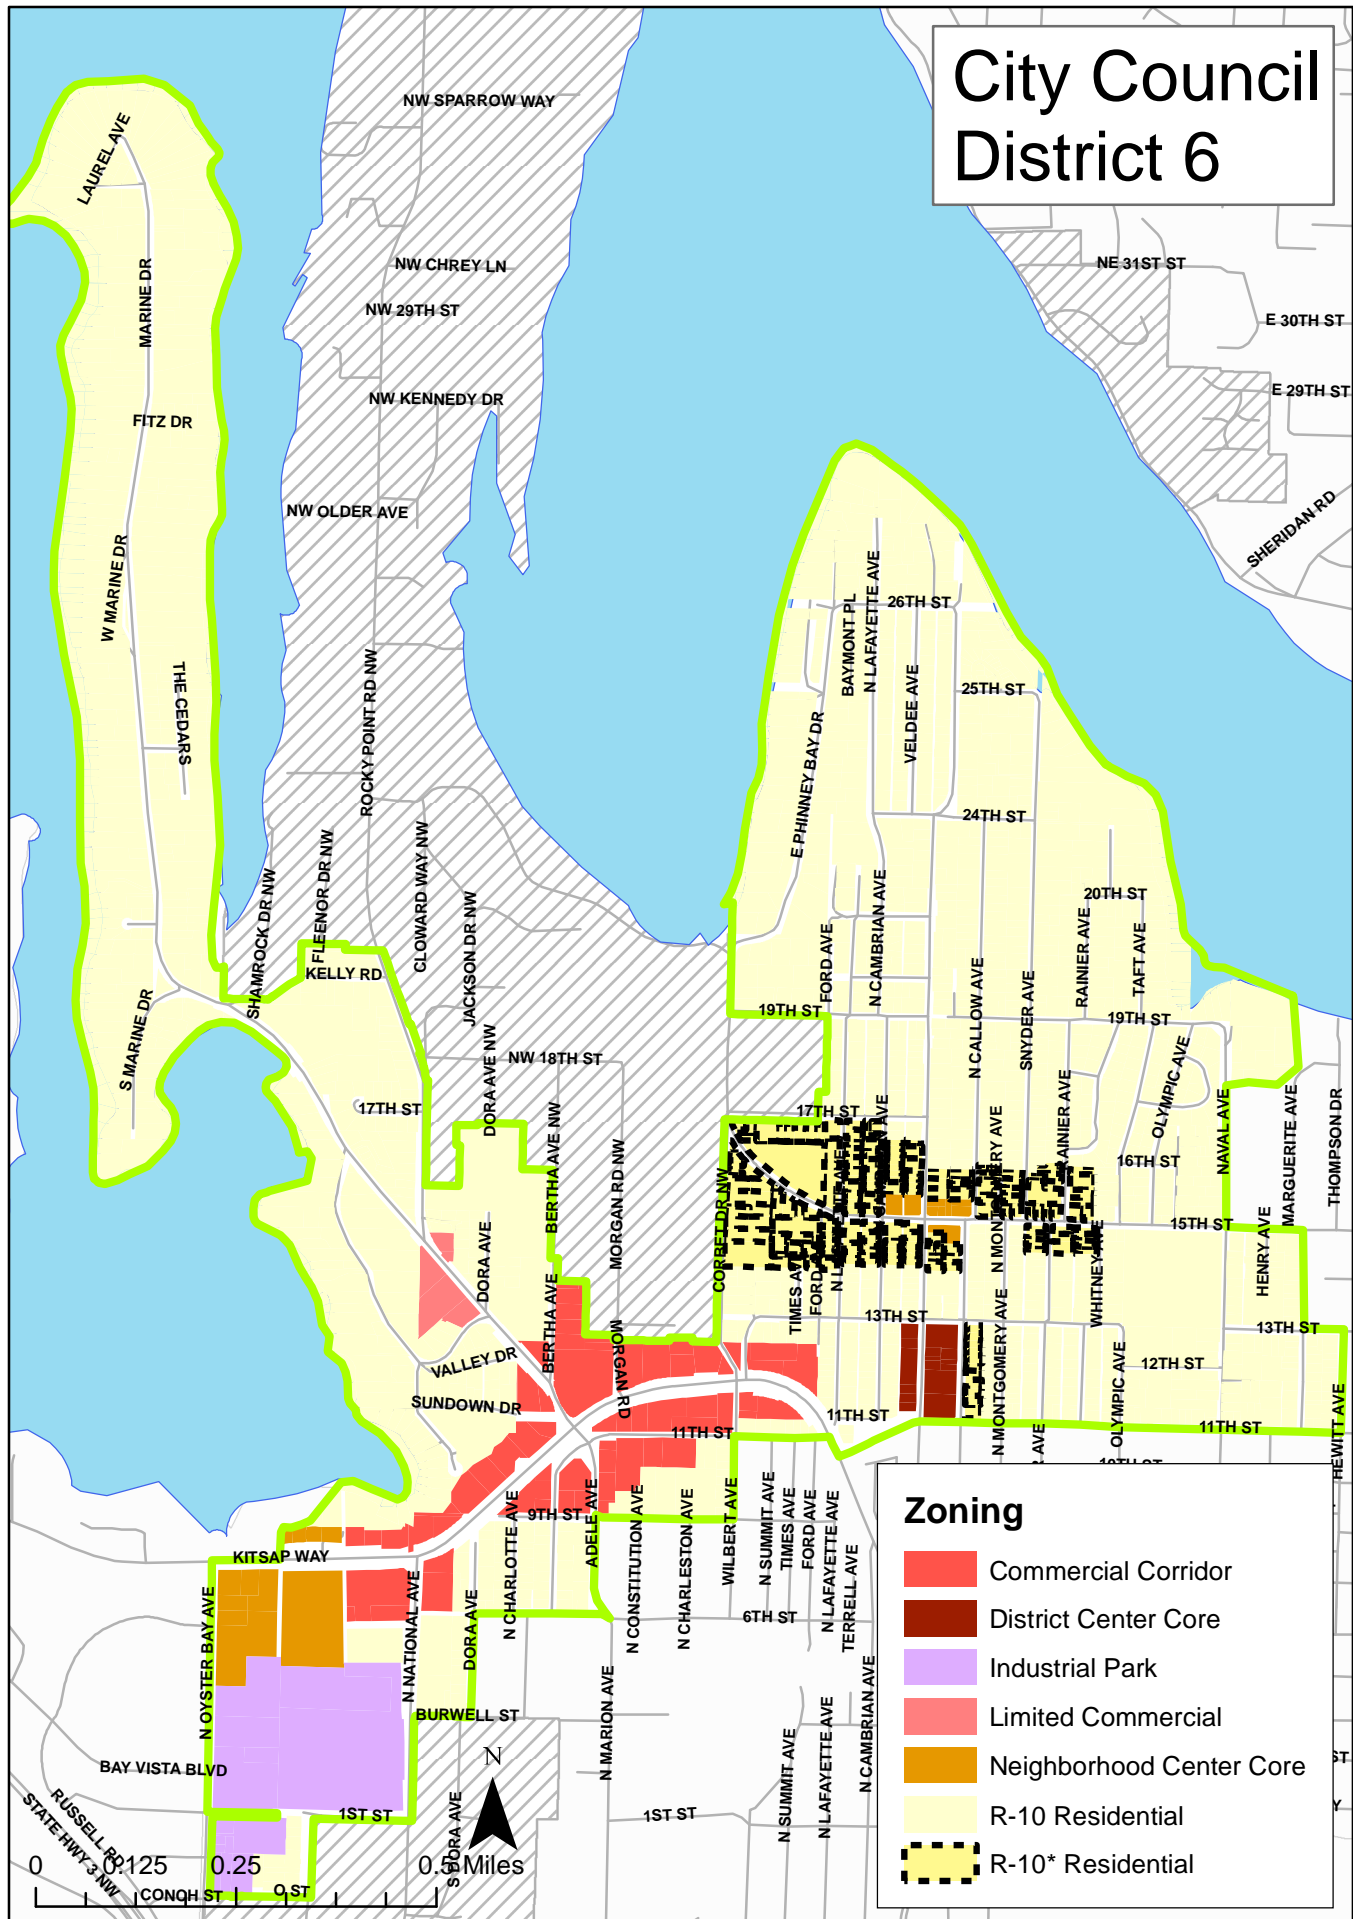 City Council
District 6
NW SPARROW WAY
LAUREL AVE
MARINE DR
NW CHREY LN
NW 29TH ST
NE 31ST ST
E 30TH ST
E 29TH ST
NW KENNEDY DR
FITZ DR
NW OLDER AVE
SHERIDAN RD
W MARINE DR
THE CEDARS
ROCKY POINT RD NW
BAYMONT PL
N LAFAYETTE AVE
26TH ST
VELDEE AVE
25TH ST
E PHINNEY BAY DR
24TH ST
SHAMROCK DR NW
FLEENOR DR NW
CLOWARD WAY NW
JACKSON DR NW
KELLY RD
FORD AVE
N CAMBRIAN AVE
20TH ST
RAINIER AVE
TAFT AVE
N CALLOW AVE
SNYDER AVE
19TH ST
19TH ST
S MARINE DR
DORA AVE NW
NW 18TH ST
17TH ST
17TH ST
OLYMPIC AVE
NAVAL AVE
MARGUERITE AVE
THOMPSON DR
BERTHA AVE NW
MORGAN RD NW
CORBET DR NW
N MONTGOMERY AVE
RAINIER AVE
16TH ST
15TH ST
DORA AVE
BERTHA AVE
TIMES AVE
WHITNEY AVE
HENRY AVE
13TH ST
13TH ST
VALLEY DR
MORGAN RD
N MONTGOMERY AVE
12TH ST
OLYMPIC AVE
SUNDOWN DR
11TH ST
11TH ST
11TH ST
HEWITT AVE
9TH ST
KITSAP WAY
N OYSTER BAY AVE
N NATIONAL AVE
DORA AVE
N CHARLOTTE AVE
ADELE AVE
N CONSTITUTION AVE
N CHARLESTON AVE
WILBERT AVE
N SUMMIT AVE
TIMES AVE
FORD AVE
N LAFAYETTE AVE
TERRELL AVE
6TH ST
BURWELL ST
N MARION AVE
N SUMMIT AVE
N LAFAYETTE AVE
N CAMBRIAN AVE
BAY VISTA BLVD
1ST ST
1ST ST
RUSSELL RD
STATE HWY 3 NW
S DORA AVE
CONCH ST
O ST
N
0 0.125 0.25 0.5 Miles
Zoning
Commercial Corridor
District Center Core
Industrial Park
Limited Commercial
Neighborhood Center Core
R-10 Residential
R-10* Residential